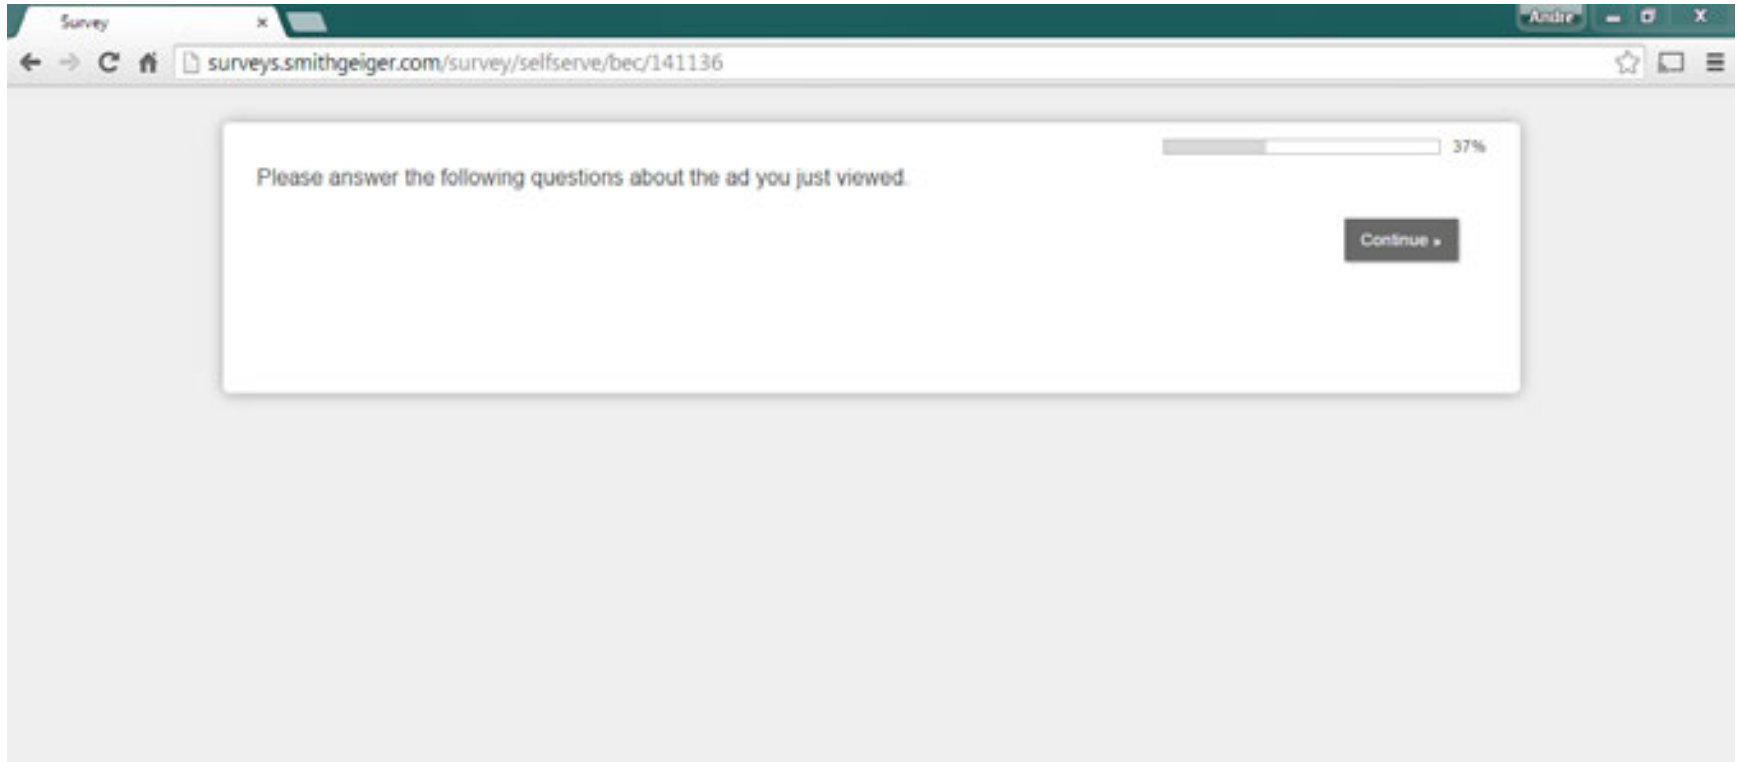 Survey
Andre
surveys.smithgeiger.com/survey/selfserve/bec/141136
37%
Please answer the following questions about the ad you just viewed.
Continue »